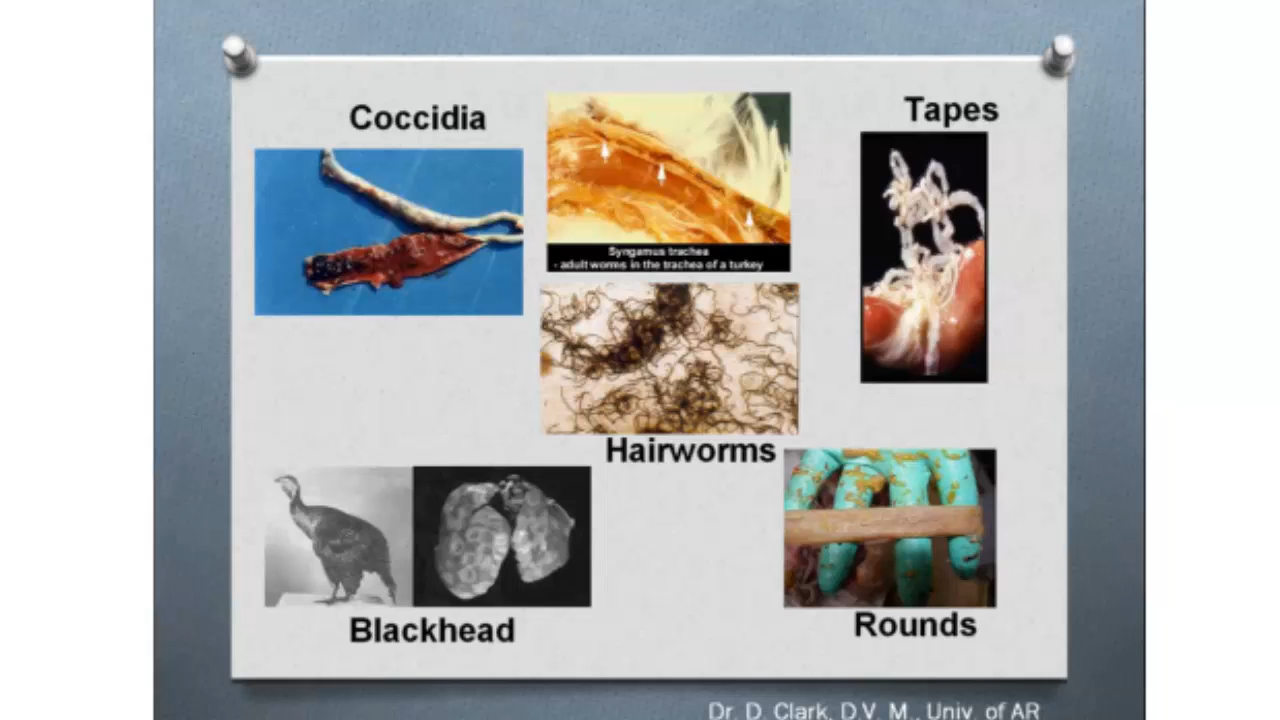 Coccidia
Tapes
Syngamus trachea
- adult worms in the trachea of a turkey
Hairworms
Blackhead
Rounds
Dr. D. Clark, D.V. M., Univ. of AR